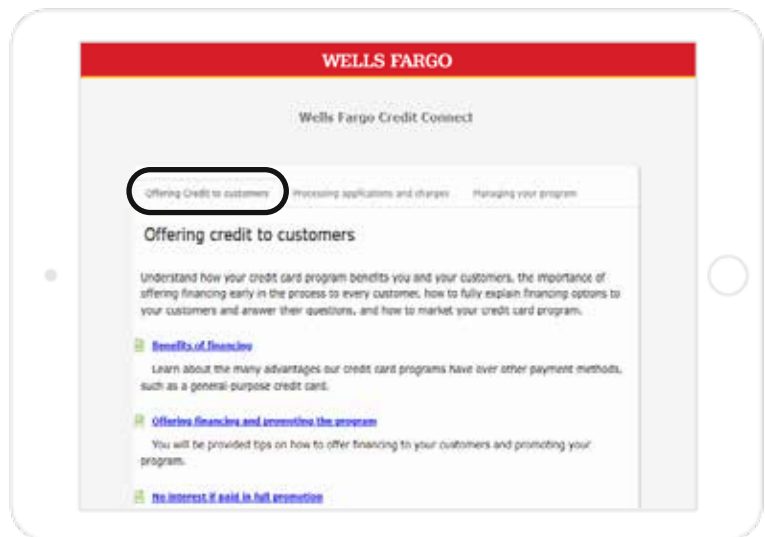 WELLS FARGO
Wells Fargo Credit Connect
Offering Credit to customers Processing applications and charges Managing your program
Offering credit to customers
Understand how your credit card program benefits you and your customers, the importance of
offering financing early in the process to every customer, how to fully explain financing options to
your customers and answer their questions, and how to market your credit card program.
Benefits of financing
Learn about the many advantages our credit card programs have over other payment methods,
such as a general-purpose credit card.
Offering financing and promoting the program
You will be provided tips on how to offer financing to your customers and promoting your
program.
No interest if paid in full promotion